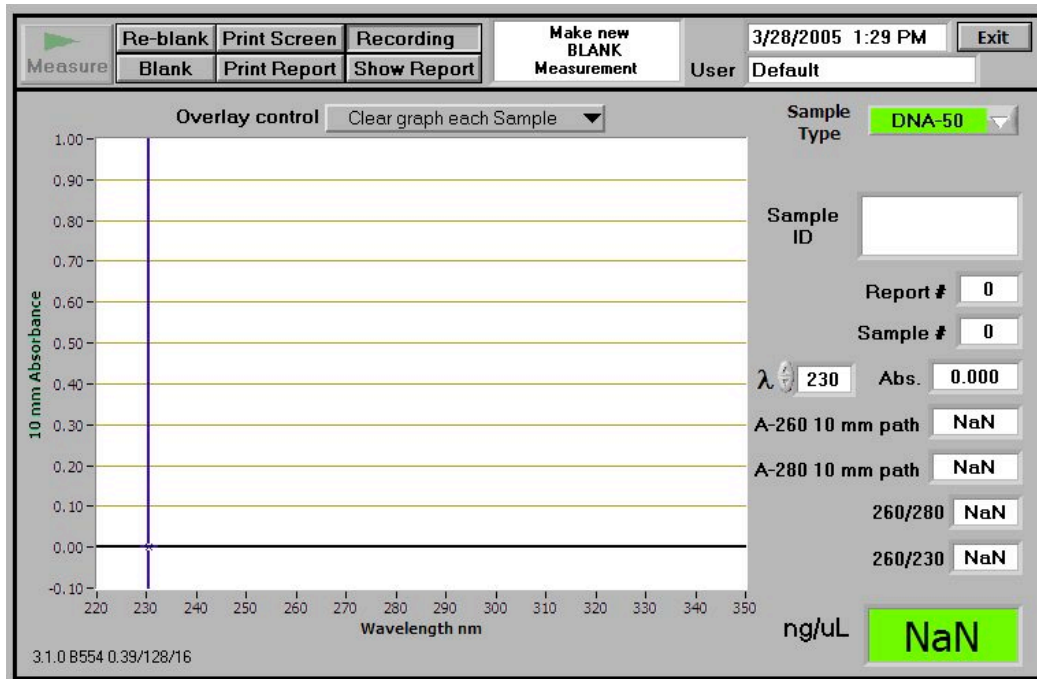 Measure
Re-blank
Print Screen
Recording
Blank
Print Report
Show Report
Make new
BLANK
Measurement
3/28/2005 1:29 PM
Exit
User
Default
Overlay control
Clear graph each Sample
Sample
Type
DNA-50
Sample
ID
Report #
0
Sample #
0
λ
230
Abs.
0.000
A-260 10 mm path
NaN
A-280 10 mm path
NaN
260/280
NaN
260/230
NaN
ng/uL
NaN
10 mm Absorbance
1.00
0.90
0.80
0.70
0.60
0.50
0.40
0.30
0.20
0.10
0.00
-0.10
220 230 240 250 260 270 280 290 300 310 320 330 340 350
Wavelength nm
3.1.0 B554 0.39/128/16